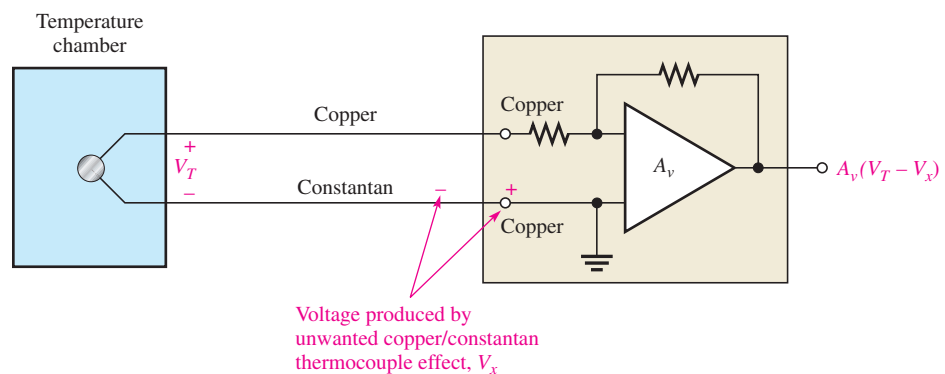 Temperature
chamber
Copper
Copper
+
V_T
–
A_v
A_v(V_T – V_x)
Constantan
–
+
Copper
Voltage produced by
unwanted copper/constantan
thermocouple effect, V_x